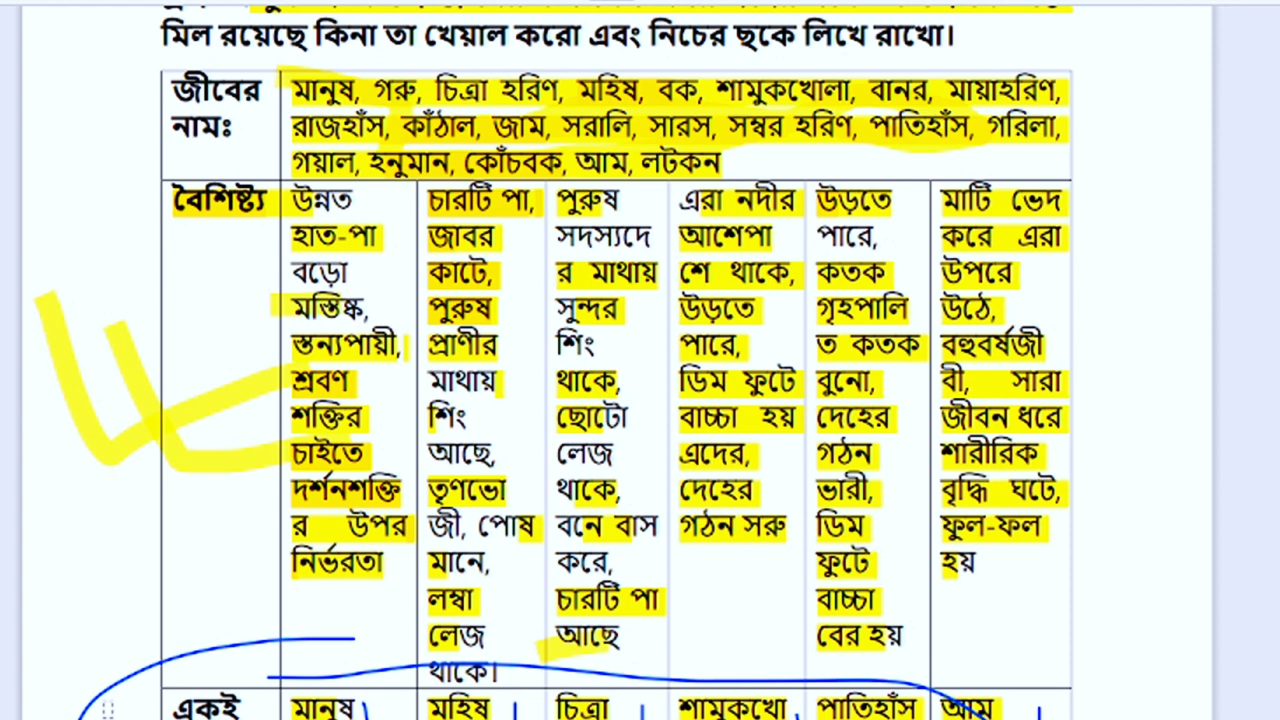 মিল রয়েছে কিনা তা খেয়াল করো এবং নিচের ছকে লিখে রাখো।
জীবের নামঃ
মানুষ, গরু, চিত্রা হরিণ, মহিষ, বক, শামুকখোলা, বানর, মায়াহরিণ,
রাজহাঁস, কাঁঠাল, জাম, সরালি, সারস, সম্বর হরিণ, পাতিহাঁস, গরিলা,
গয়াল, হনুমান, কোঁচবক, আম, লটকন
বৈশিষ্ট্য
উন্নত
হাত-পা
বড়ো
মস্তিষ্ক,
স্তন্যপায়ী,
শ্রবণ
শক্তির
চাইতে
দর্শনশক্তি
র উপর
নির্ভরতা
চারটি পা,
জাবর
কাটে,
পুরুষ
প্রাণীর
মাথায়
শিং
আছে,
তৃণভো
জী, পোষ
মানে,
লম্বা
লেজ
থাকে।
পুরুষ
সদস্যদে
র মাথায়
সুন্দর
শিং
থাকে,
ছোটো
লেজ
থাকে,
বনে বাস
করে,
চারটি পা
আছে
এরা নদীর
আশেপা
শে থাকে,
উড়তে
পারে,
ডিম ফুটে
বাচ্চা হয়
এদের,
দেহের
গঠন সরু
উড়তে
পারে,
কতক
গৃহপালি
ত কতক
বুনো,
দেহের
গঠন
ভারী,
ডিম
ফুটে
বাচ্চা
বের হয়
মাটি ভেদ
করে এরা
উপরে
উঠে,
বহুবর্ষজী
বী, সারা
জীবন ধরে
শারীরিক
বৃদ্ধি ঘটে,
ফুল-ফল
হয়
একই
মানুষ
মহিষ
চিত্রা
শামুকখো
পাতিহাঁস
আম